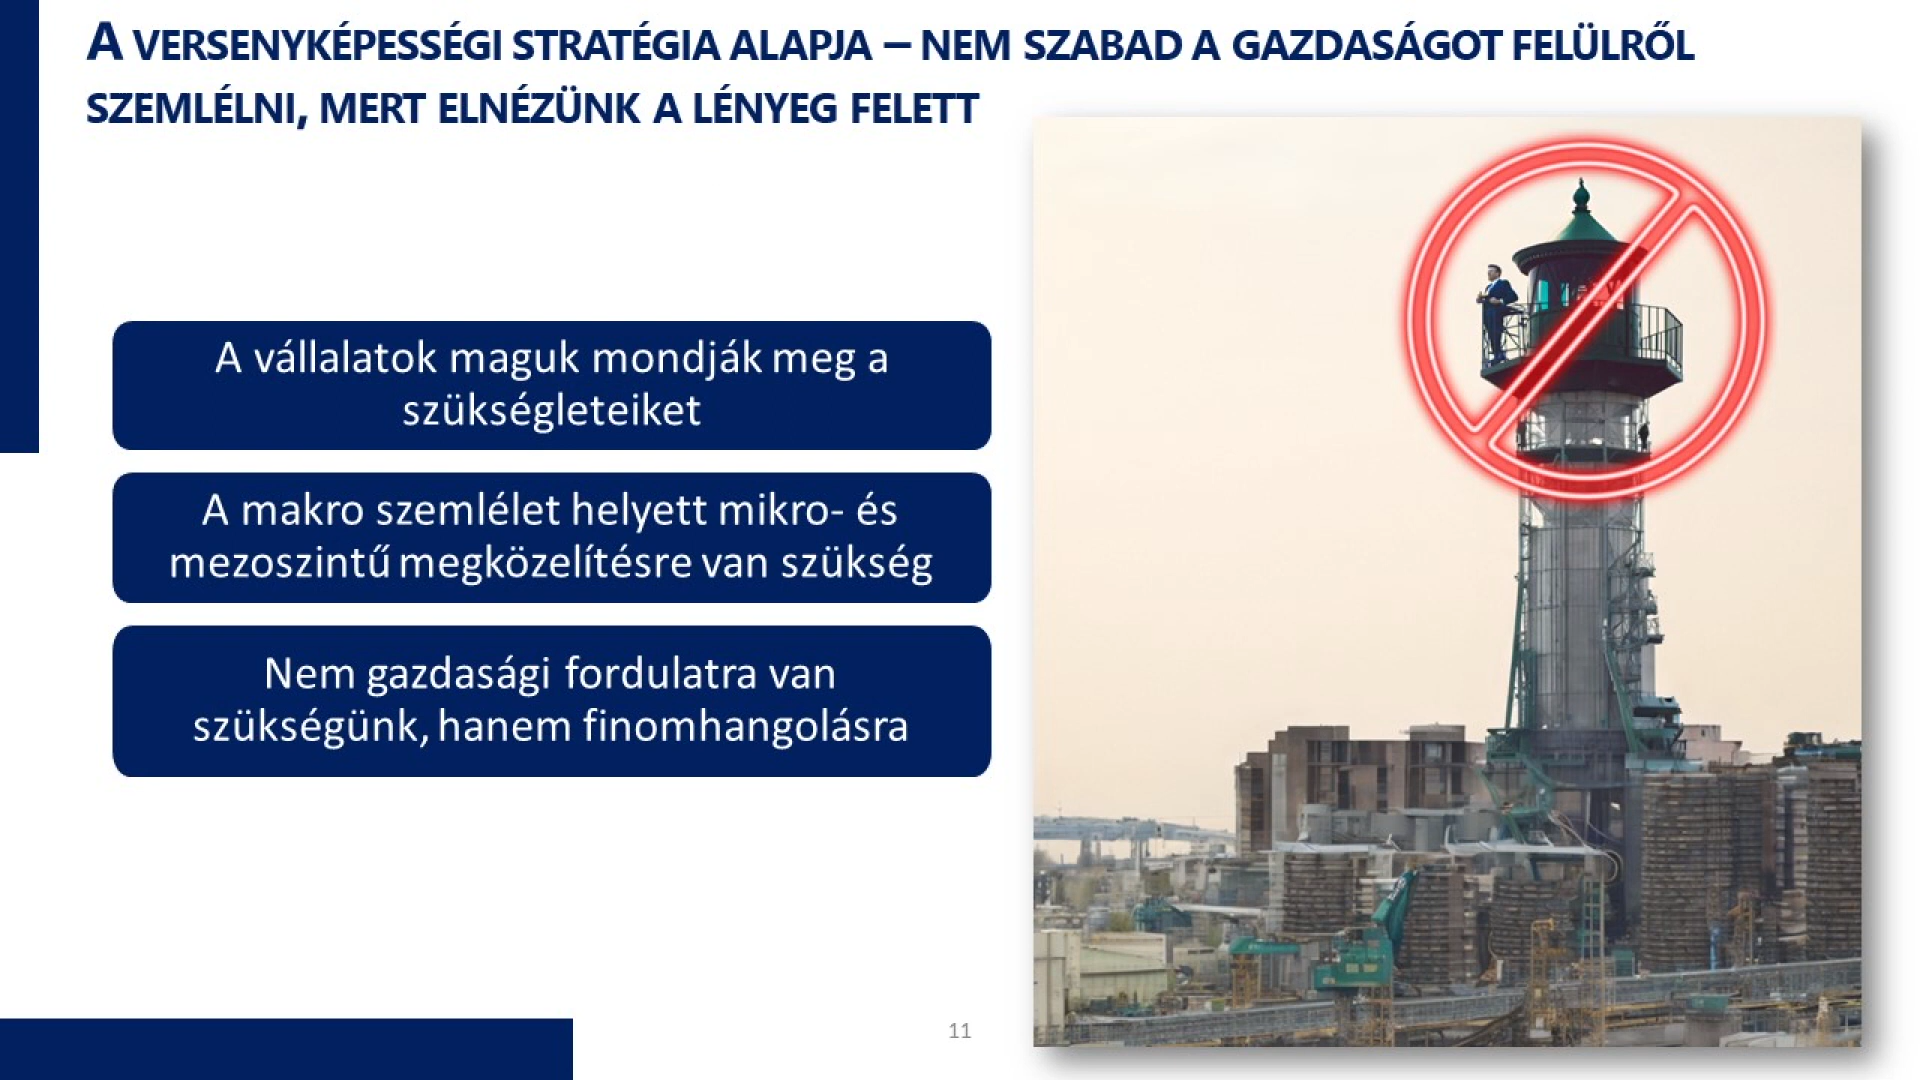 A VERSENYKÉPESSÉGI STRATÉGIA ALAPJA – NEM SZABAD A GAZDASÁGOT FELÜLRŐL
SZEMLÉLNI, MERT ELNÉZÜNK A LÉNYEG FELETT
A vállalatok maguk mondják meg a
szükségleteiket
A makro szemlélet helyett mikro- és
mezoszintű megközelítésre van szükség
Nem gazdasági fordulatra van
szükségünk, hanem finomhangolásra
11